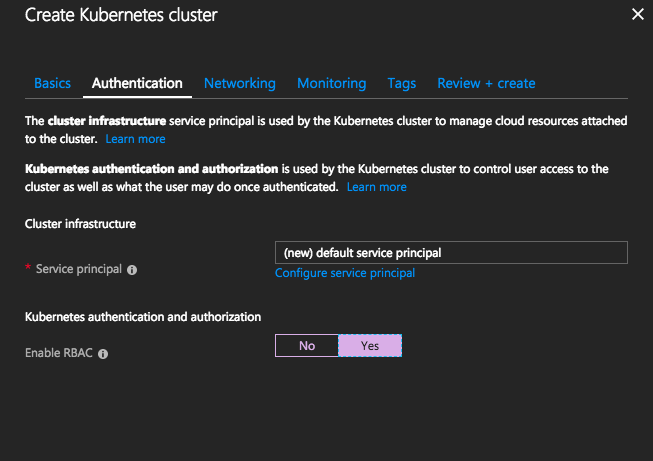 Create Kubernetes cluster
Basics Authentication Networking Monitoring Tags Review + create
The cluster infrastructure service principal is used by the Kubernetes cluster to manage cloud resources attached
to the cluster. Learn more
Kubernetes authentication and authorization is used by the Kubernetes cluster to control user access to the
cluster as well as what the user may do once authenticated. Learn more
Cluster infrastructure
* Service principal (new) default service principal
Configure service principal
Kubernetes authentication and authorization
Enable RBAC No Yes